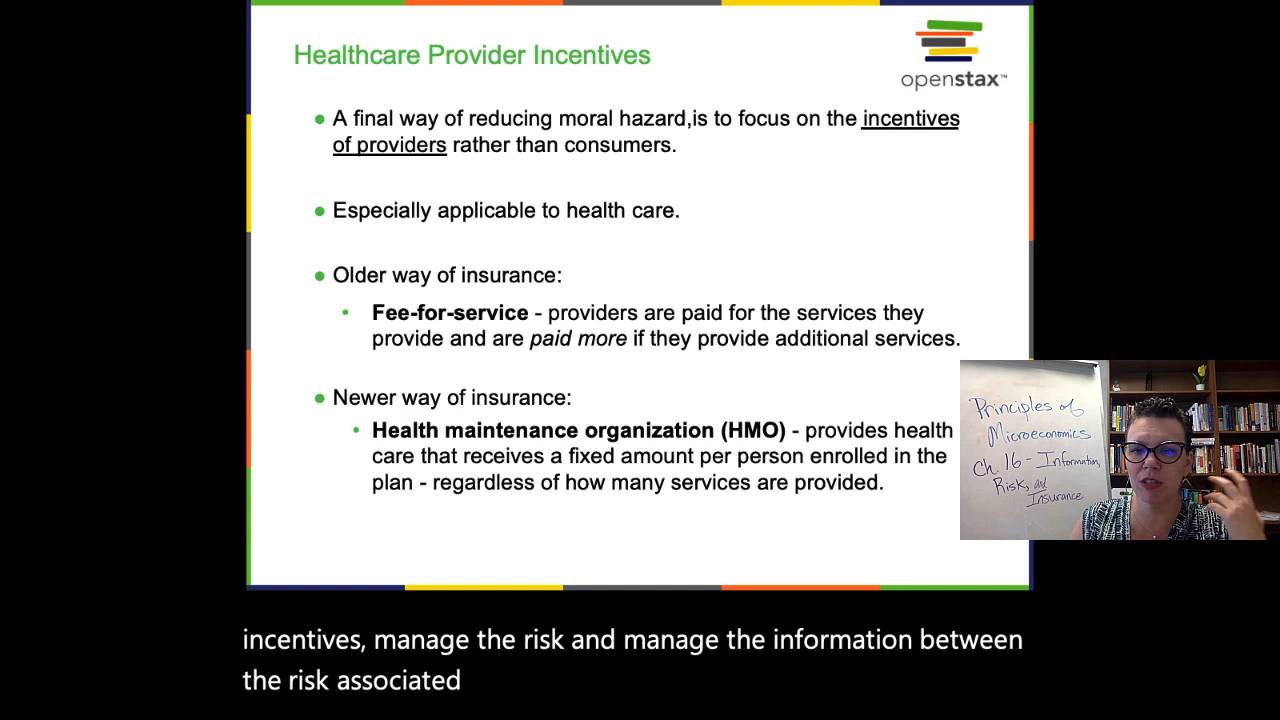 Healthcare Provider Incentives
openstax™
● A final way of reducing moral hazard,is to focus on the incentives
of providers rather than consumers.
● Especially applicable to health care.
● Older way of insurance:
• Fee-for-service - providers are paid for the services they
provide and are paid more if they provide additional services.
● Newer way of insurance:
• Health maintenance organization (HMO) - provides health
care that receives a fixed amount per person enrolled in the
plan - regardless of how many services are provided.
Principles of
Microeconomics
Ch 16 - Information,
Risk, and
Insurance
incentives, manage the risk and manage the information between
the risk associated